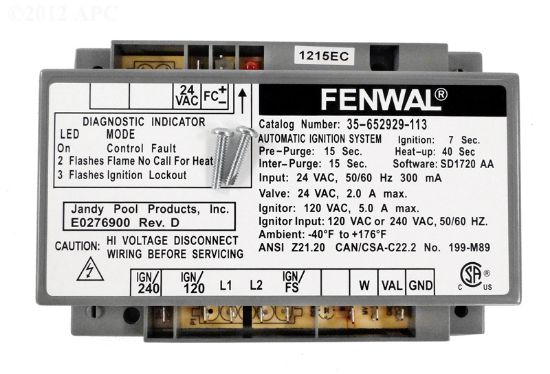 ©2012 APC
1215EC
24 VAC FC + −
DIAGNOSTIC INDICATOR
LED MODE
On Control Fault
2 Flashes Flame No Call For Heat
3 Flashes Ignition Lockout
Jandy Pool Products, Inc.
E0276900 Rev. D
CAUTION: HI VOLTAGE DISCONNECT
WIRING BEFORE SERVICING
FENWAL®
Catalog Number: 35-652929-113
AUTOMATIC IGNITION SYSTEM Ignition: 7 Sec.
Pre-Purge: 15 Sec. Heat-up: 40 Sec
Inter-Purge: 15 Sec. Software: SD1720 AA
Input: 24 VAC, 50/60 Hz 300 mA
Valve: 24 VAC, 2.0 A max.
Ignitor: 120 VAC, 5.0 A max.
Ignitor Input: 120 VAC or 240 VAC, 50/60 HZ.
Ambient: -40°F to +176°F
ANSI Z21.20 CAN/CSA-C22.2 No. 199-M89
C SA ® US
IGN/240 IGN/120 L1 L2 IGN/FS W VAL GND